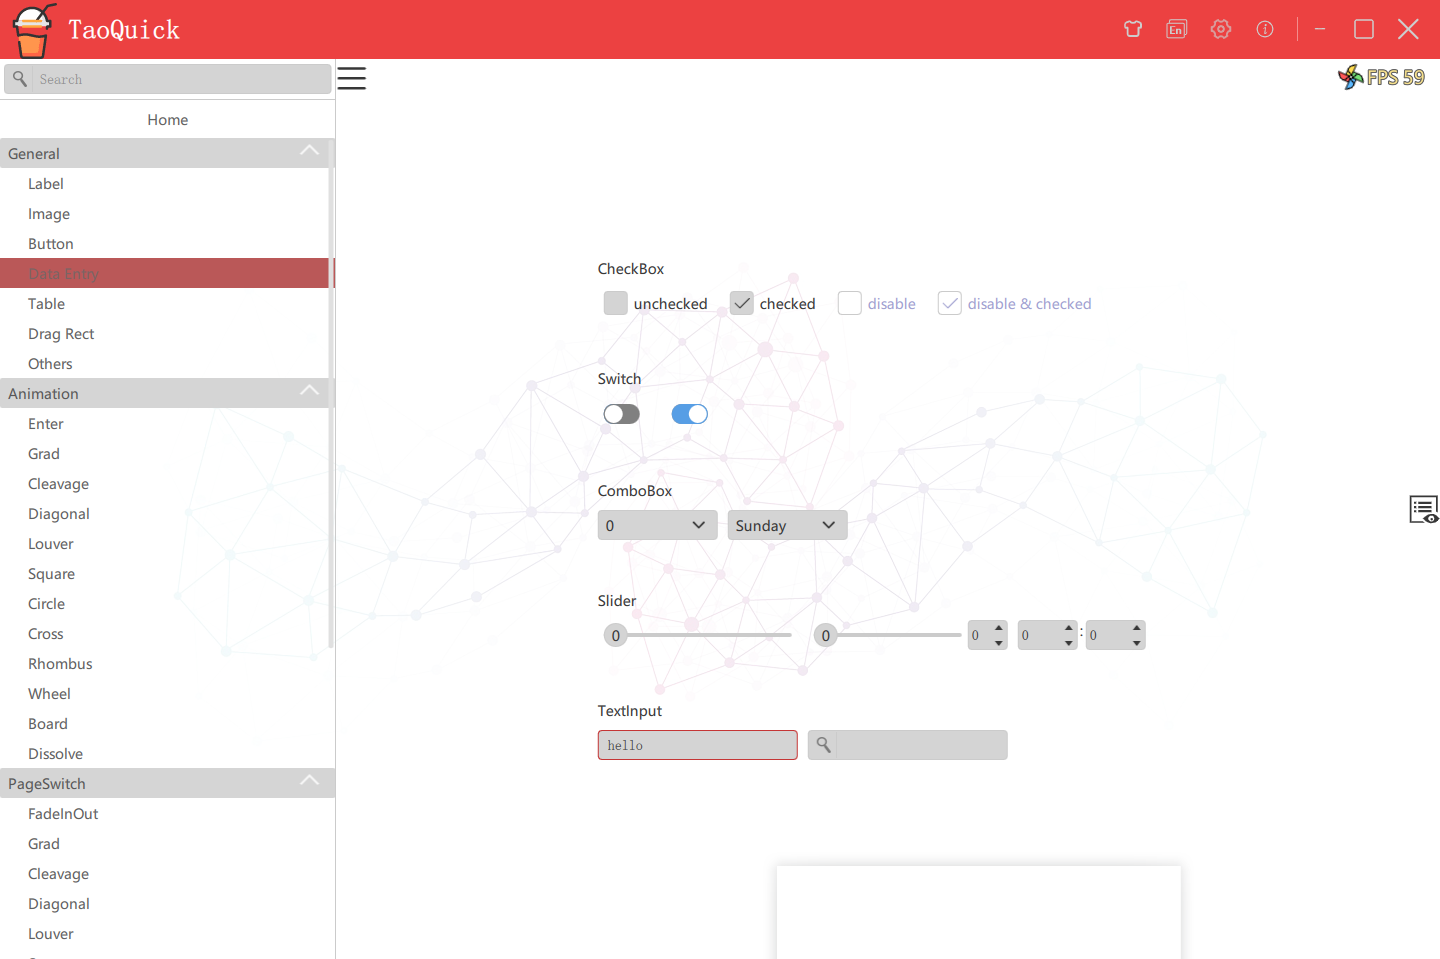 TaoQuick
En
Search
FPS 59
Home
General
Label
Image
Button
Data Entry
Table
Drag Rect
Others
Animation
Enter
Grad
Cleavage
Diagonal
Louver
Square
Circle
Cross
Rhombus
Wheel
Board
Dissolve
PageSwitch
FadeInOut
Grad
Cleavage
Diagonal
Louver
CheckBox
unchecked checked disable disable & checked
Switch
ComboBox
0 Sunday
Slider
0 0 0 0 : 0
TextInput
hello